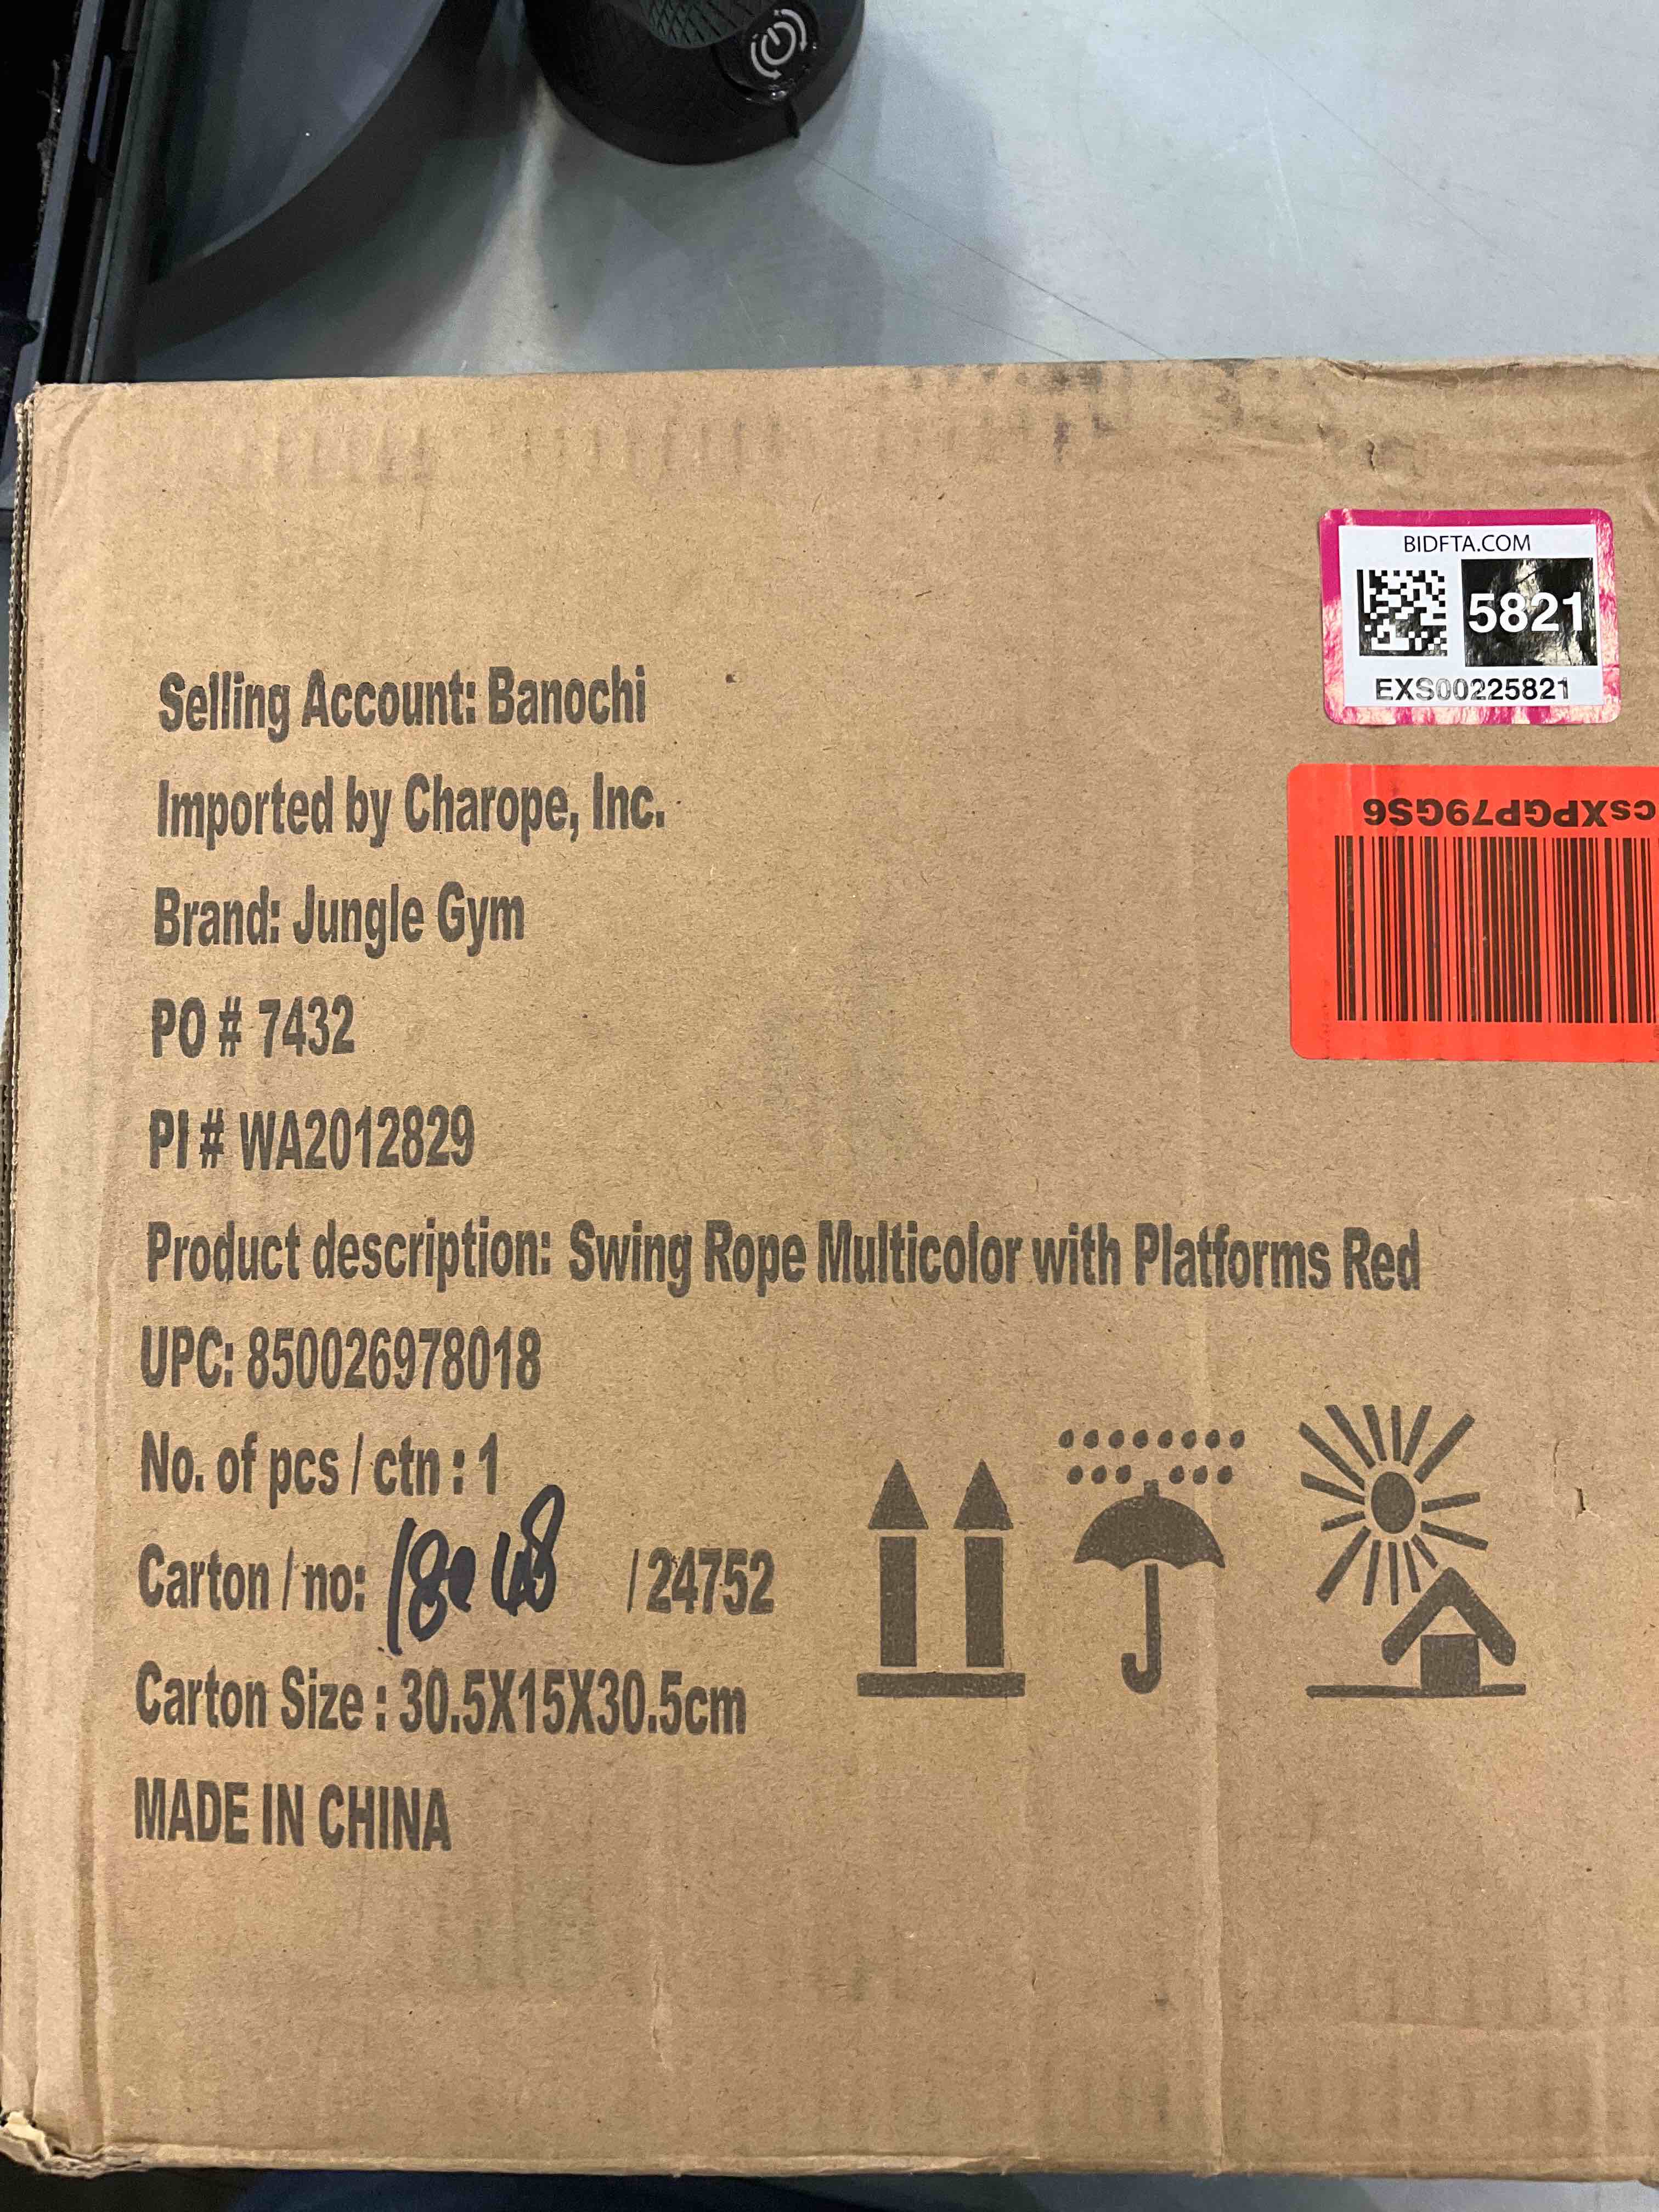 BIDFTA.COM
5821
EXS00225821
csXPGP79GS6
Selling Account: Banochi
Imported by Charope, Inc.
Brand: Jungle Gym
PO # 7432
PI # WA2012829
Product description: Swing Rope Multicolor with Platforms Red
UPC: 850026978018
No. of pcs / ctn : 1
Carton / no: / 24752
Carton Size : 30.5X15X30.5cm
MADE IN CHINA